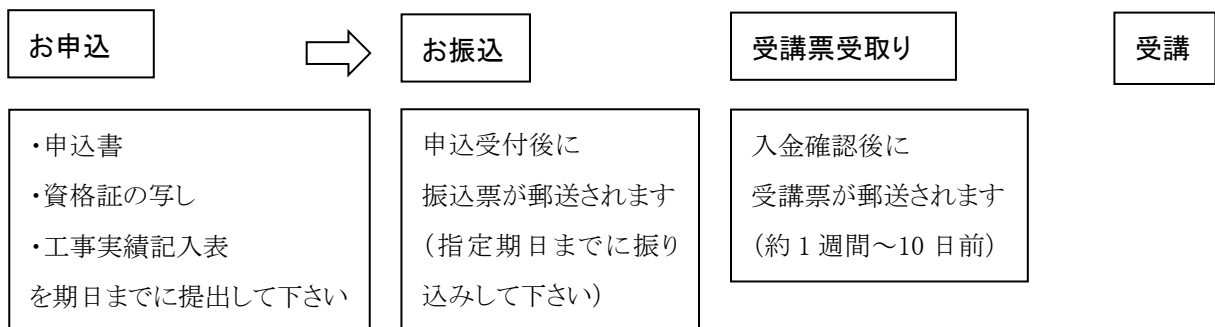 お申込
お振込
受講票受取り
受講
・申込書
・資格証の写し
・工事実績記入表
を期日までに提出して下さい
申込受付後に
振込票が郵送されます
(指定期日までに振り
込みして下さい)
入金確認後に
受講票が郵送されます
(約1週間～10日前)